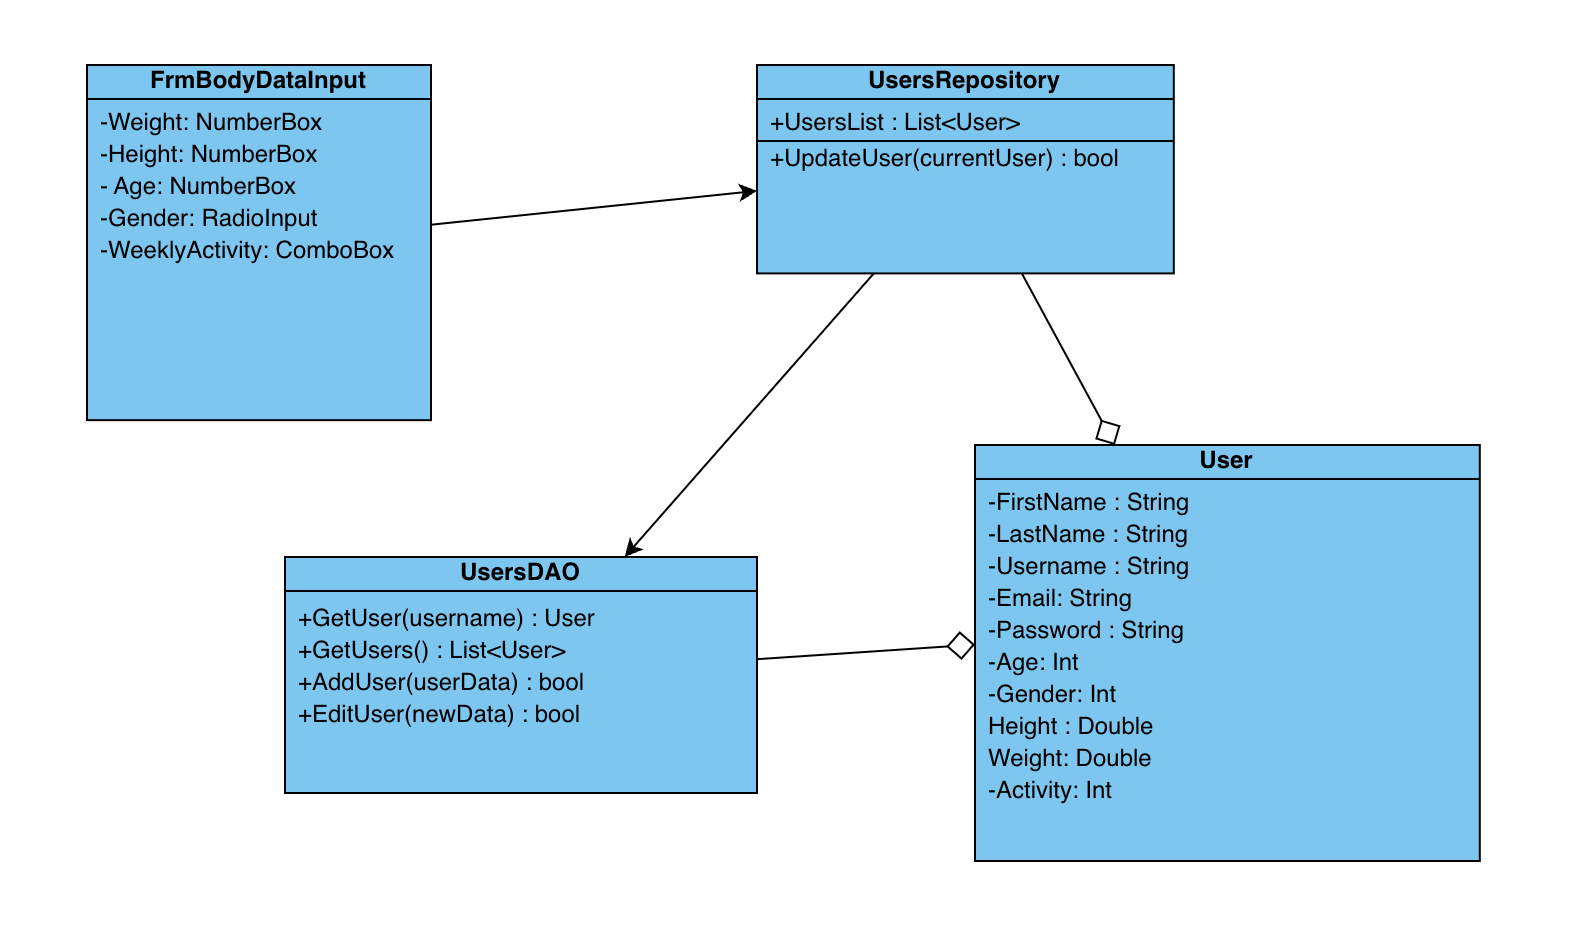 FrmBodyDataInput
-Weight: NumberBox
-Height: NumberBox
- Age: NumberBox
-Gender: RadioInput
-WeeklyActivity: ComboBox
UsersRepository
+UsersList : List<User>
+UpdateUser(currentUser) : bool
UsersDAO
+GetUser(username) : User
+GetUsers() : List<User>
+AddUser(userData) : bool
+EditUser(newData) : bool
User
-FirstName : String
-LastName : String
-Username : String
-Email: String
-Password : String
-Age: Int
-Gender: Int
Height : Double
Weight: Double
-Activity: Int